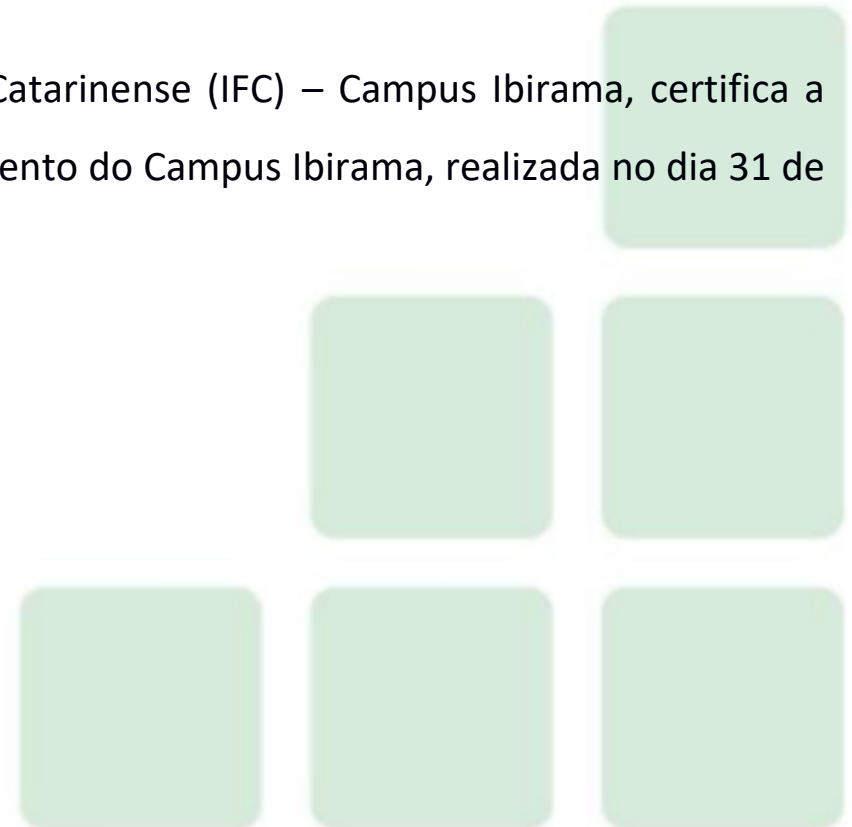 Catarinense (IFC) – Campus Ibirama, certifica a
ento do Campus Ibirama, realizada no dia 31 de